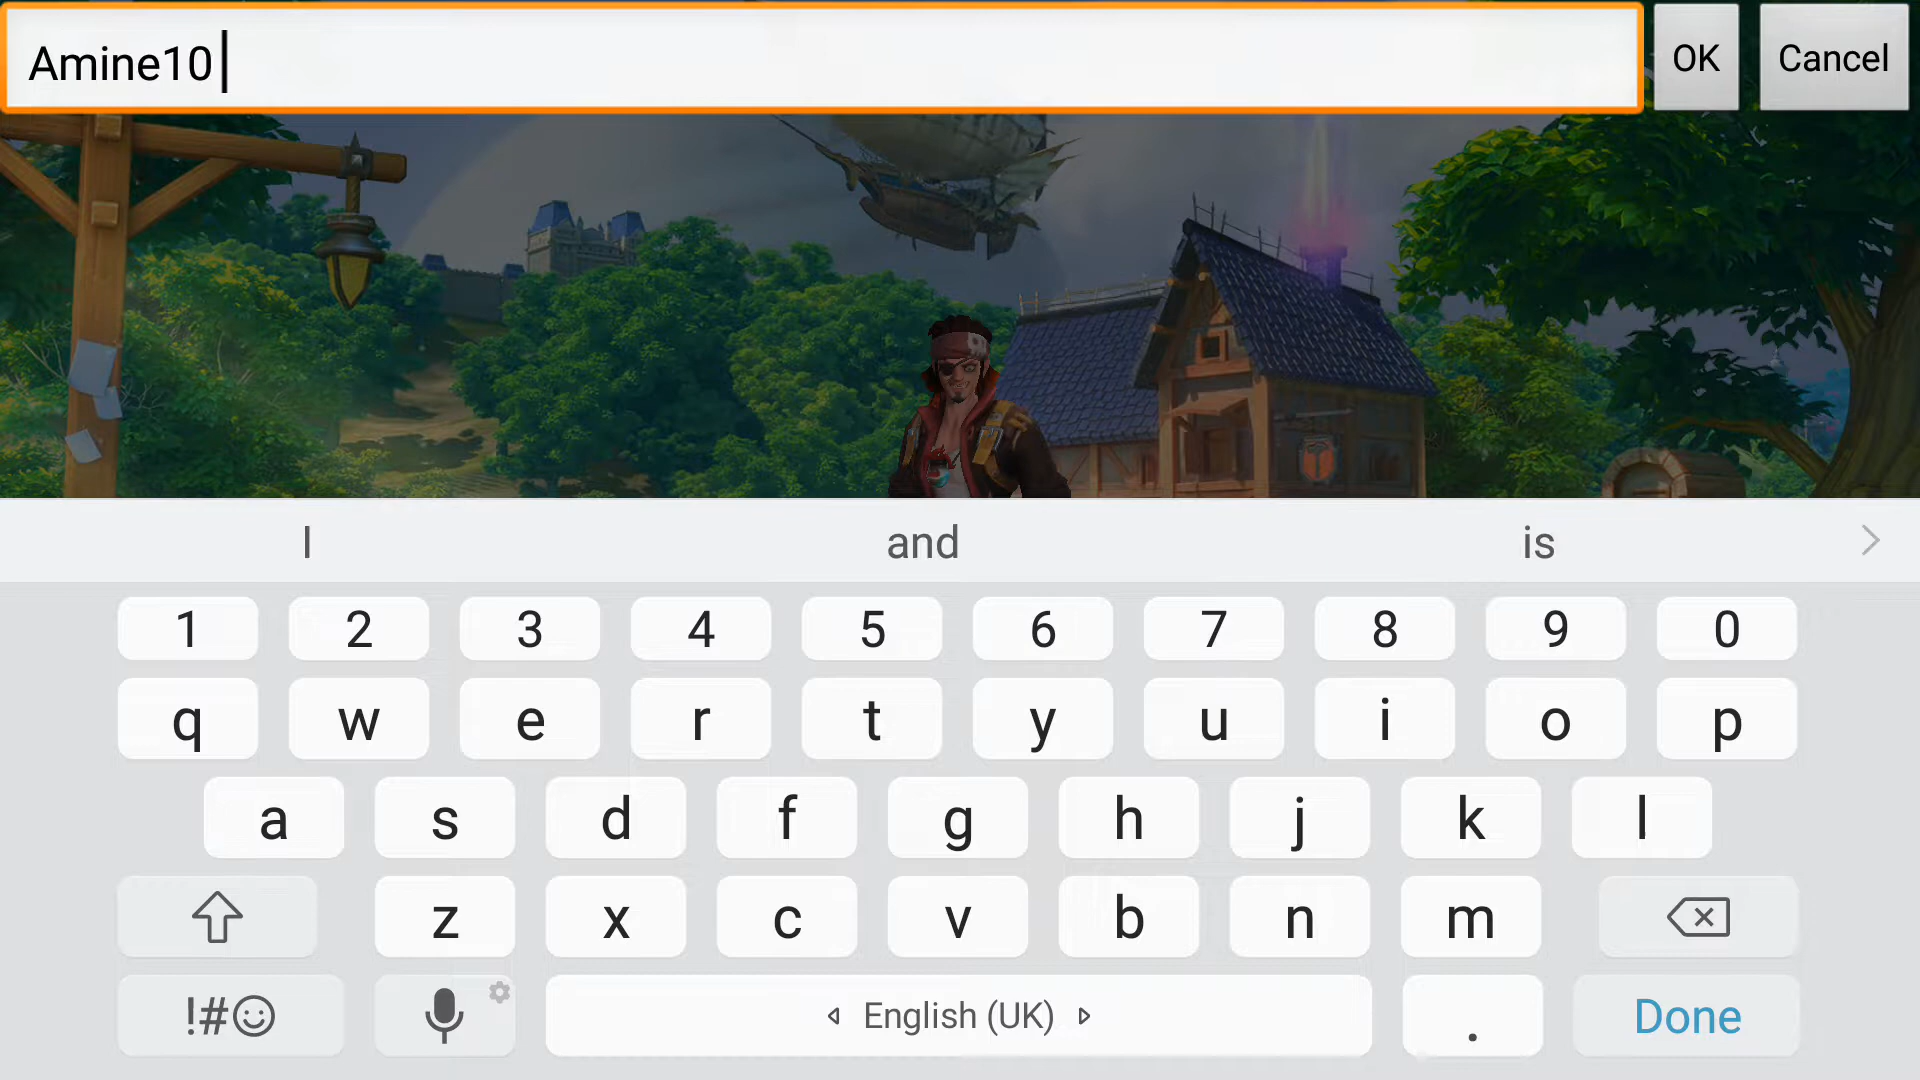 Amine10
OK
Cancel
I
and
is
1 2 3 4 5 6 7 8 9 0
q w e r t y u i o p
a s d f g h j k l
z x c v b n m
!#☺
English (UK)
.
Done